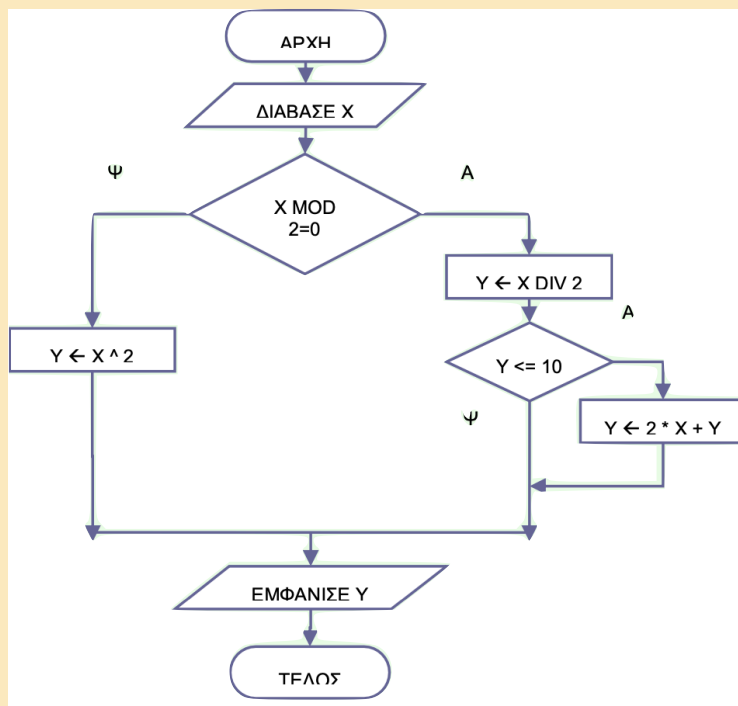 ΑΡΧΗ
ΔΙΑΒΑΣΕ Χ
Ψ
Α
Χ MOD
2=0
Υ ← Χ DIV 2
Α
Υ ← Χ ^ 2
Υ <= 10
Ψ
Υ ← 2 * Χ + Υ
ΕΜΦΑΝΙΣΕ Υ
ΤΕΛΟΣ